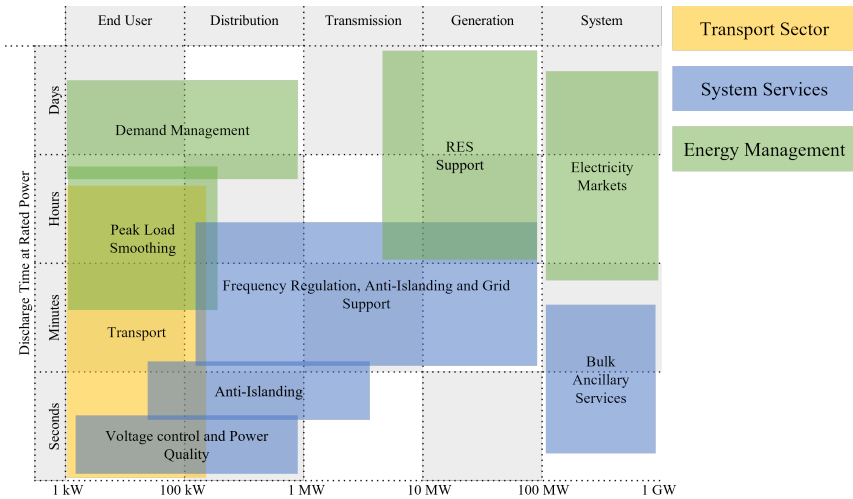 End User
Distribution
Transmission
Generation
System
Transport Sector
System Services
Energy Management
Discharge Time at Rated Power
Days
Hours
Minutes
Seconds
Demand Management
RES
Support
Electricity
Markets
Peak Load
Smoothing
Frequency Regulation, Anti-Islanding and Grid
Support
Transport
Bulk
Ancillary
Services
Anti-Islanding
Voltage control and Power
Quality
1 kW
100 kW
1 MW
10 MW
100 MW
1 GW